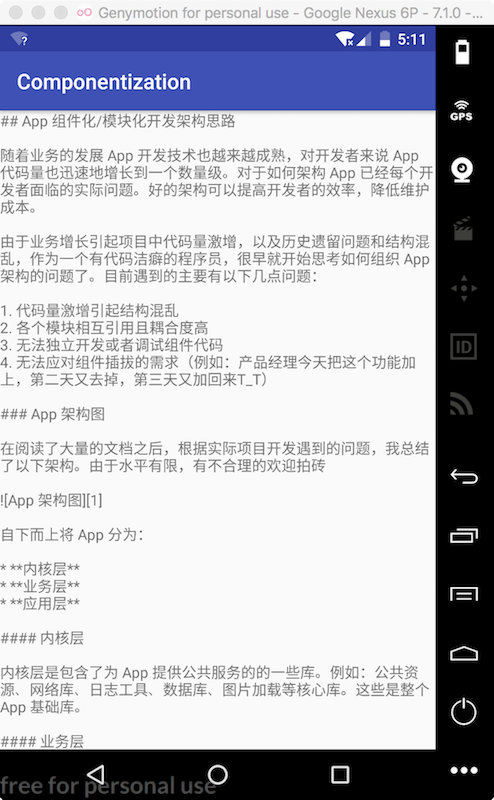 Genymotion for personal use - Google Nexus 6P - 7.1.0 -...
?
5:11
Componentization
## App 组件化/模块化开发架构思路
随着业务的发展 App 开发技术也越来越成熟，对开发者来说 App
代码量也迅速地增长到一个数量级。对于如何架构 App 已经每个开
发者面临的实际问题。好的架构可以提高开发者的效率，降低维护
成本。
由于业务增长引起项目中代码量激增，以及历史遗留问题和结构混
乱，作为一个有代码洁癖的程序员，很早就开始思考如何组织 App
架构的问题了。目前遇到的主要有以下几点问题：
1. 代码量激增引起结构混乱
2. 各个模块相互引用且耦合度高
3. 无法独立开发或者调试组件代码
4. 无法应对组件插拔的需求（例如：产品经理今天把这个功能加
上，第二天又去掉，第三天又加回来T_T）
### App 架构图
在阅读了大量的文档之后，根据实际项目开发遇到的问题，我总结
了以下架构。由于水平有限，有不合理的欢迎拍砖
![App 架构图][1]
自下而上将 App 分为：
* **内核层**
* **业务层**
* **应用层**
#### 内核层
内核层是包含了为 App 提供公共服务的的一些库。例如：公共资
源、网络库、日志工具、数据库、图片加载等核心库。这些是整个
App 基础库。
#### 业务层
free for personal use
GPS
ID